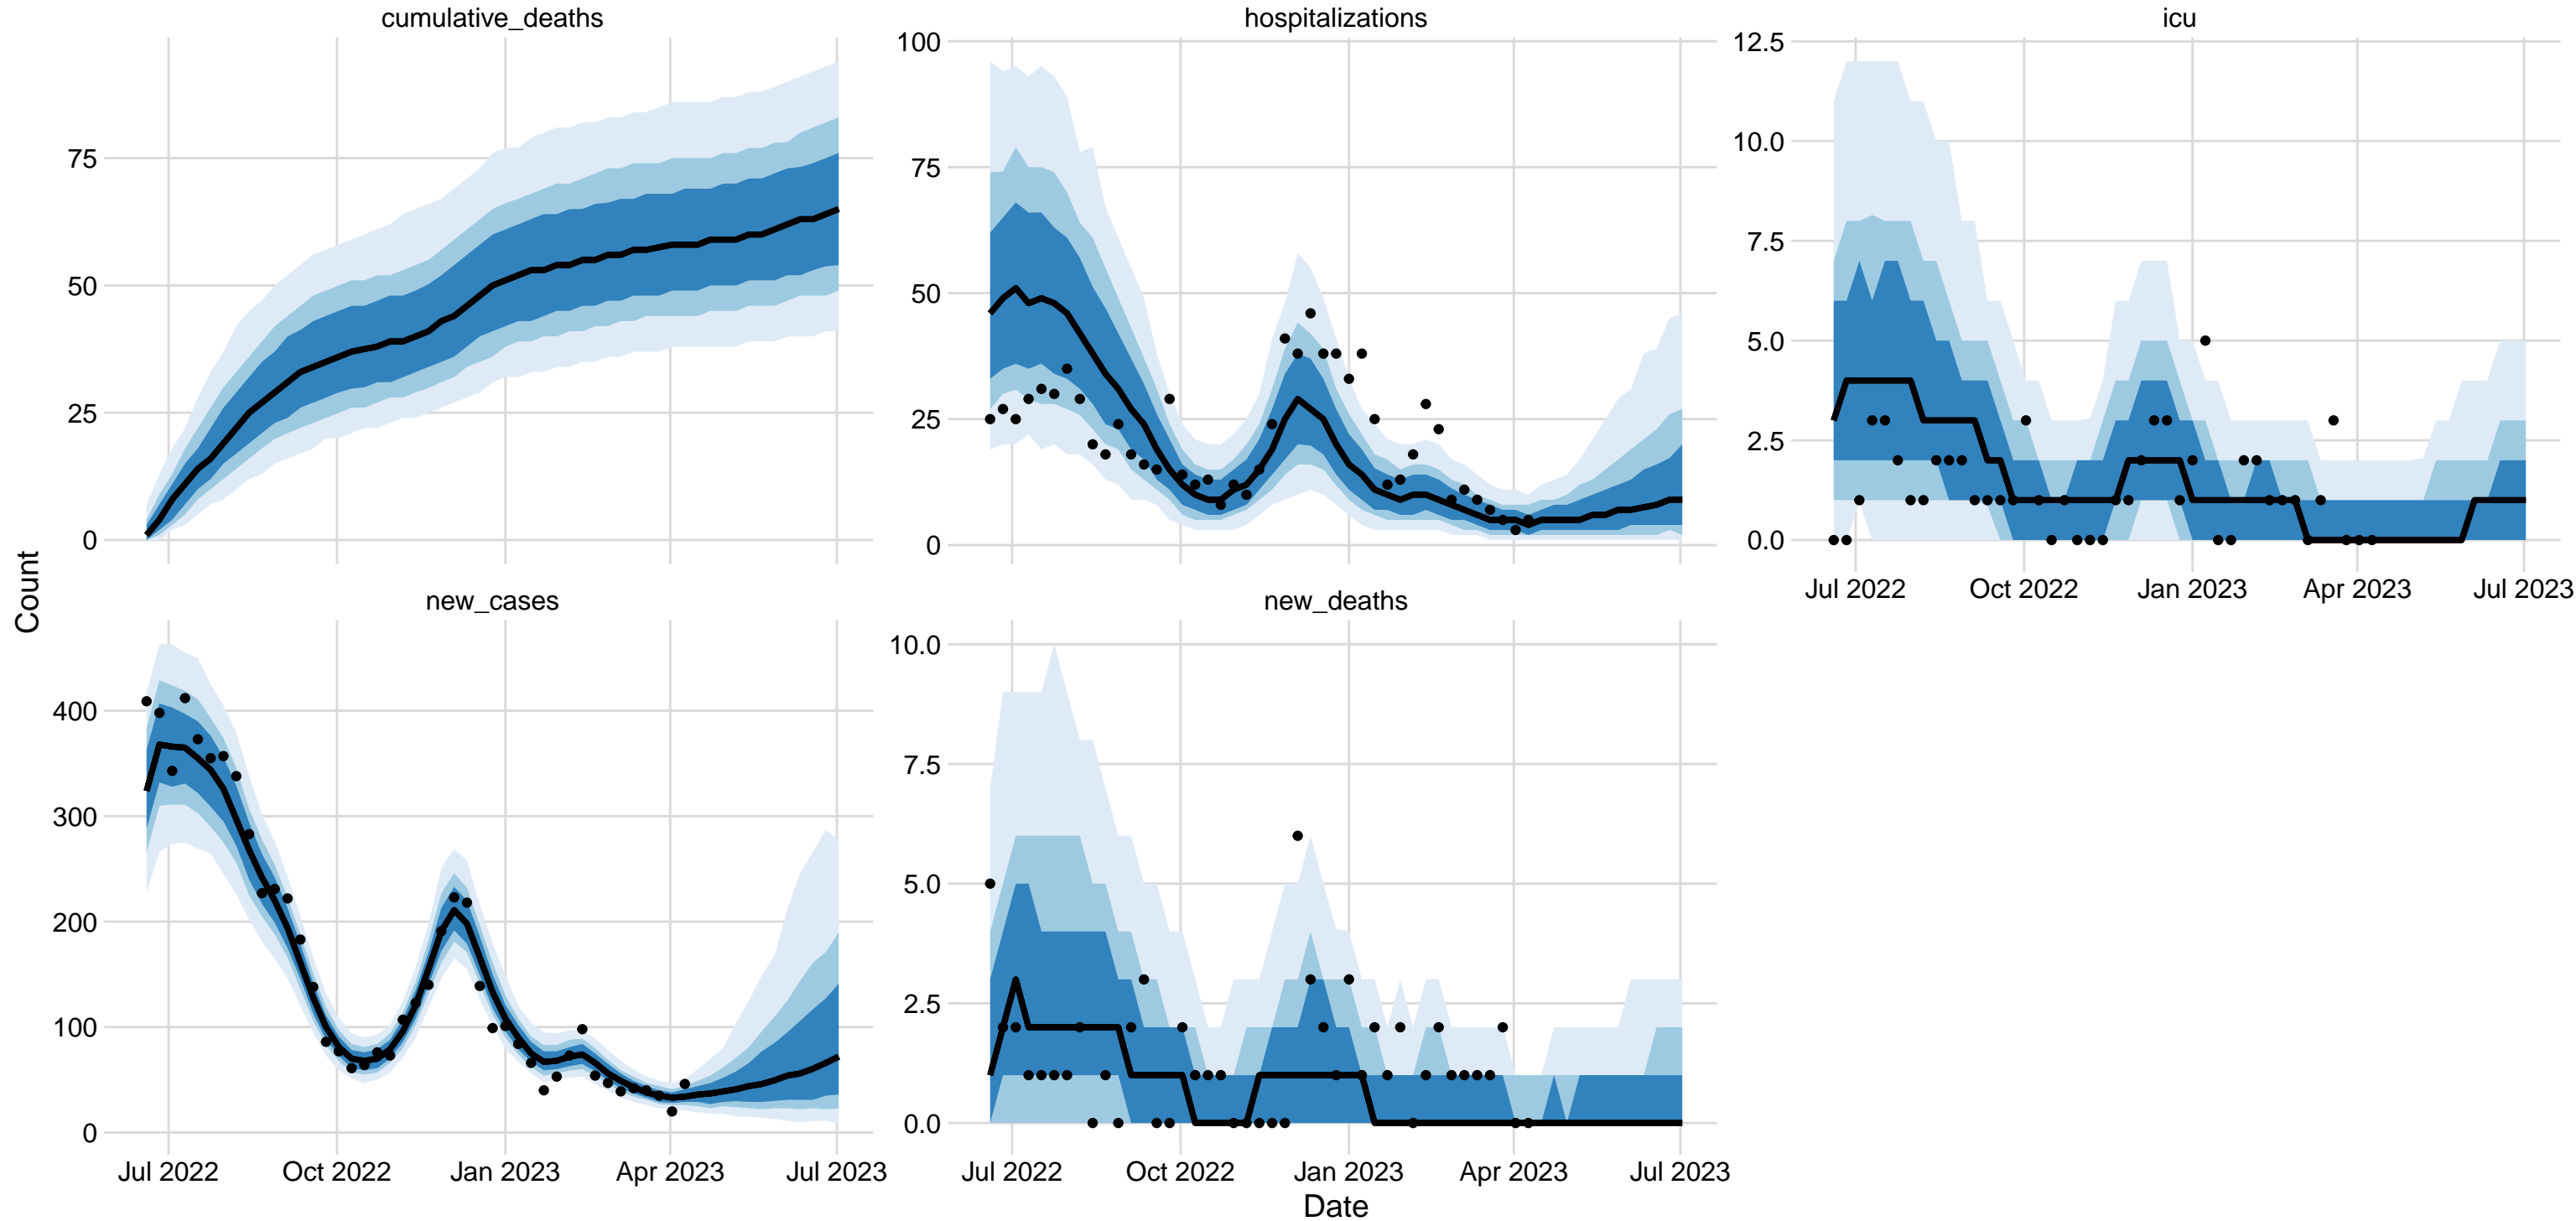 cumulative_deaths
hospitalizations
icu
75
50
25
0
100
75
50
25
0
12.5
10.0
7.5
5.0
2.5
0.0
Jul 2022
Oct 2022
Jan 2023
Apr 2023
Jul 2023
Count
new_cases
new_deaths
400
300
200
100
0
10.0
7.5
5.0
2.5
0.0
Jul 2022
Oct 2022
Jan 2023
Apr 2023
Jul 2023
Jul 2022
Oct 2022
Jan 2023
Apr 2023
Jul 2023
Date